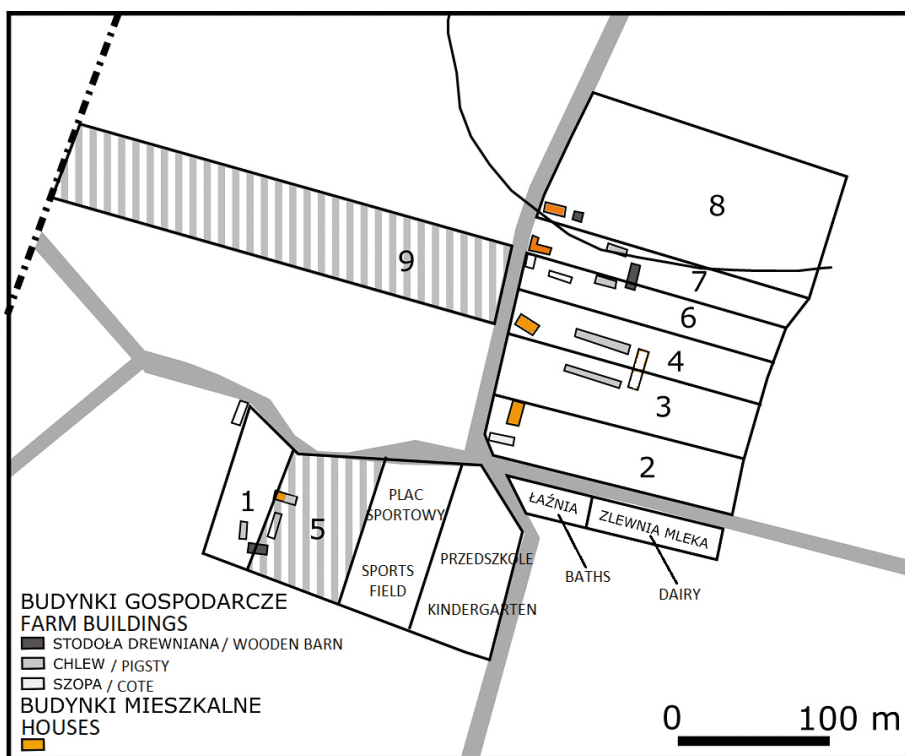 8
9
7
6
4
3
2
1
5
PLAC
SPORTOWY
SPORTS
FIELD
PRZEDSZKOLE
KINDERGARTEN
ŁAŹNIA
ZLEWNIA MLEKA
BATHS
DAIRY
BUDYNKI GOSPODARCZE
FARM BUILDINGS
STODOŁA DREWNIANA / WOODEN BARN
CHLEW / PIGSTY
SZOPA / COTE
BUDYNKI MIESZKALNE
HOUSES
0 100 m